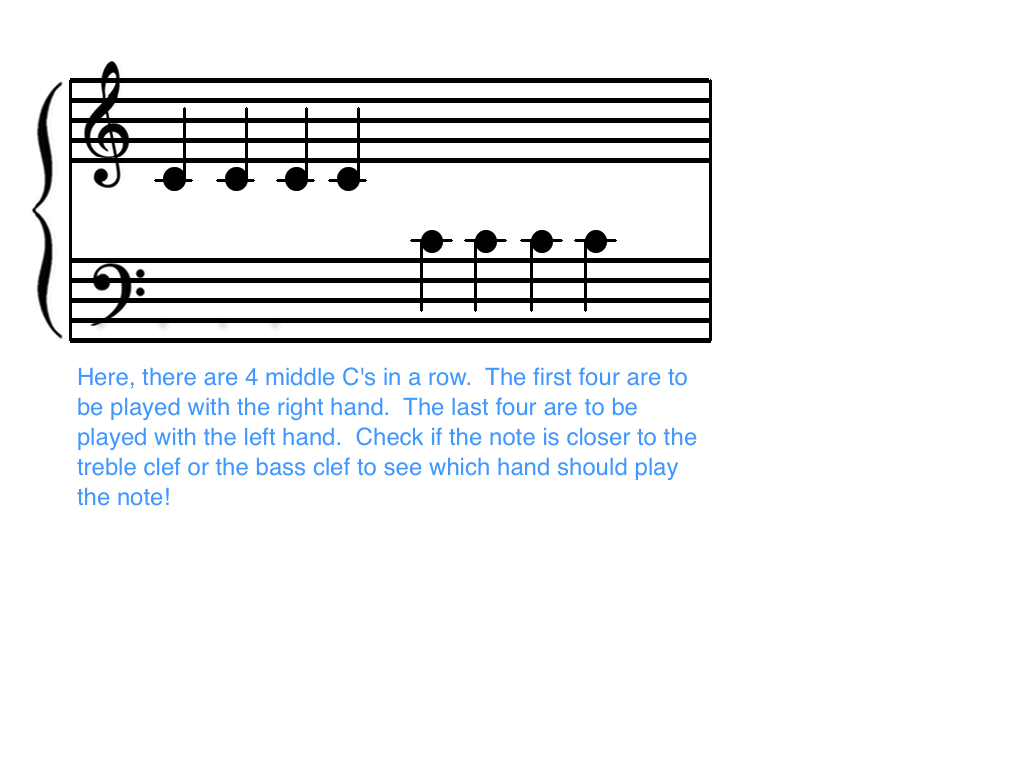 Here, there are 4 middle C's in a row.  The first four are to
be played with the right hand.  The last four are to be
played with the left hand.  Check if the note is closer to the
treble clef or the bass clef to see which hand should play
the note!